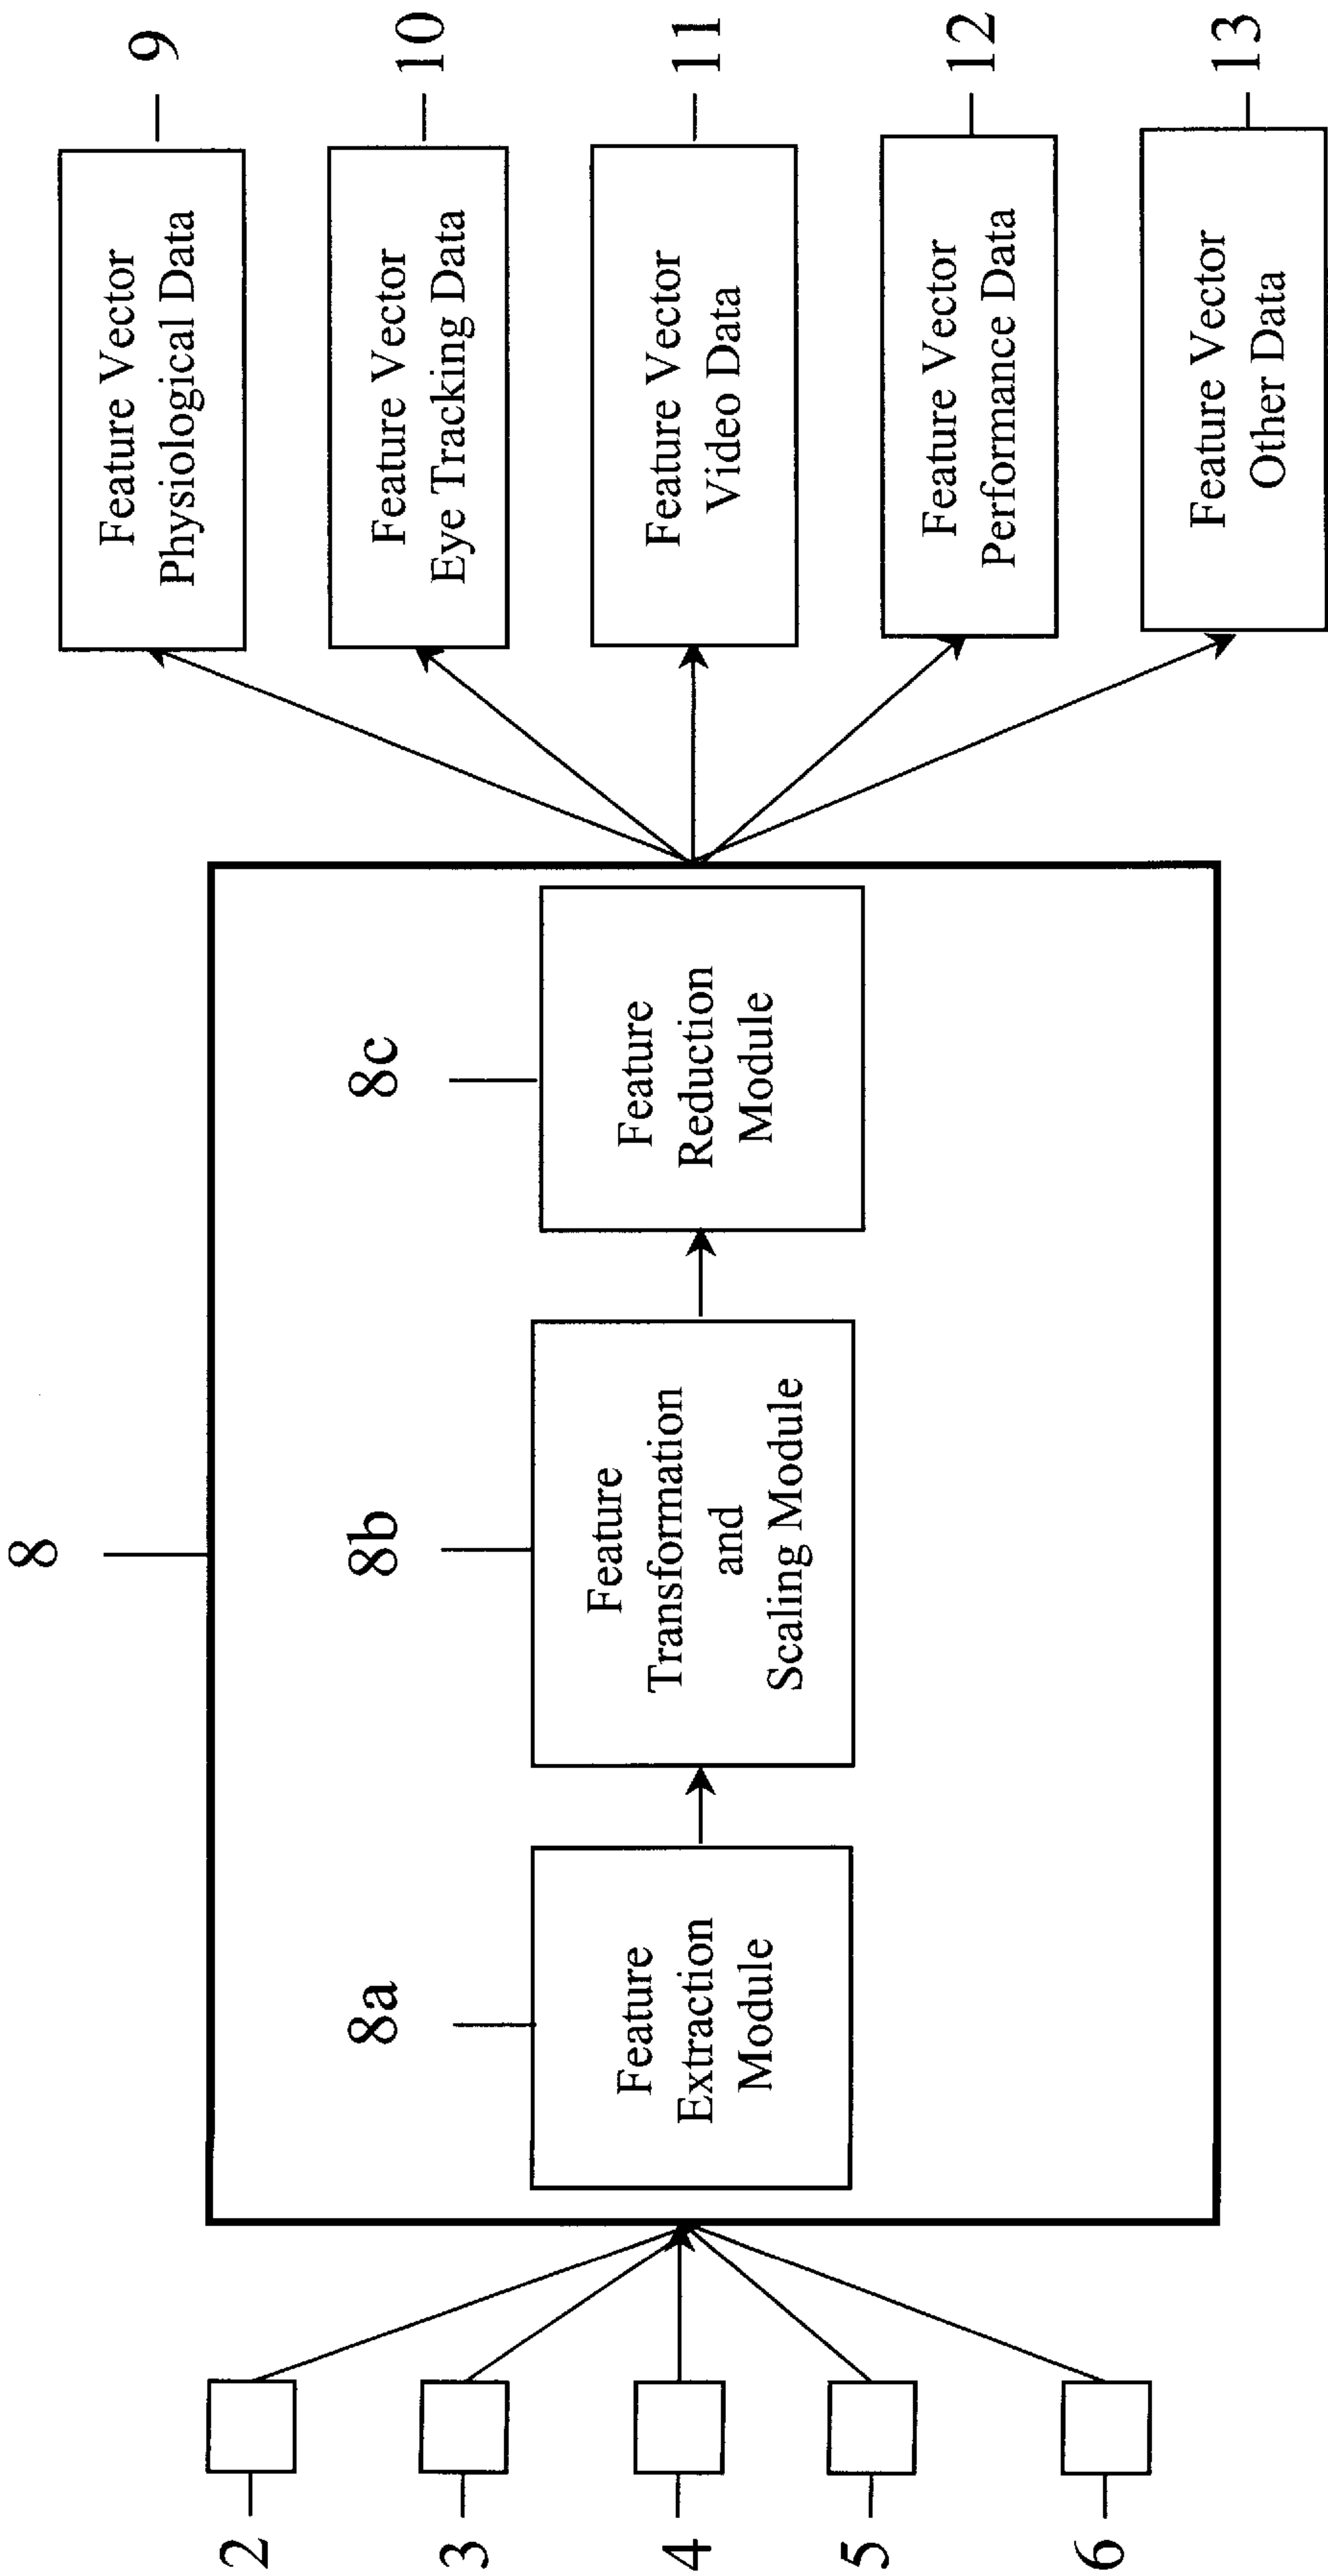 8
2
3
4
5
6
8a
Feature
Extraction
Module
8b
Feature
Transformation
and
Scaling Module
8c
Feature
Reduction
Module
Feature Vector
Physiological Data
9
Feature Vector
Eye Tracking Data
10
Feature Vector
Video Data
11
Feature Vector
Performance Data
12
Feature Vector
Other Data
13